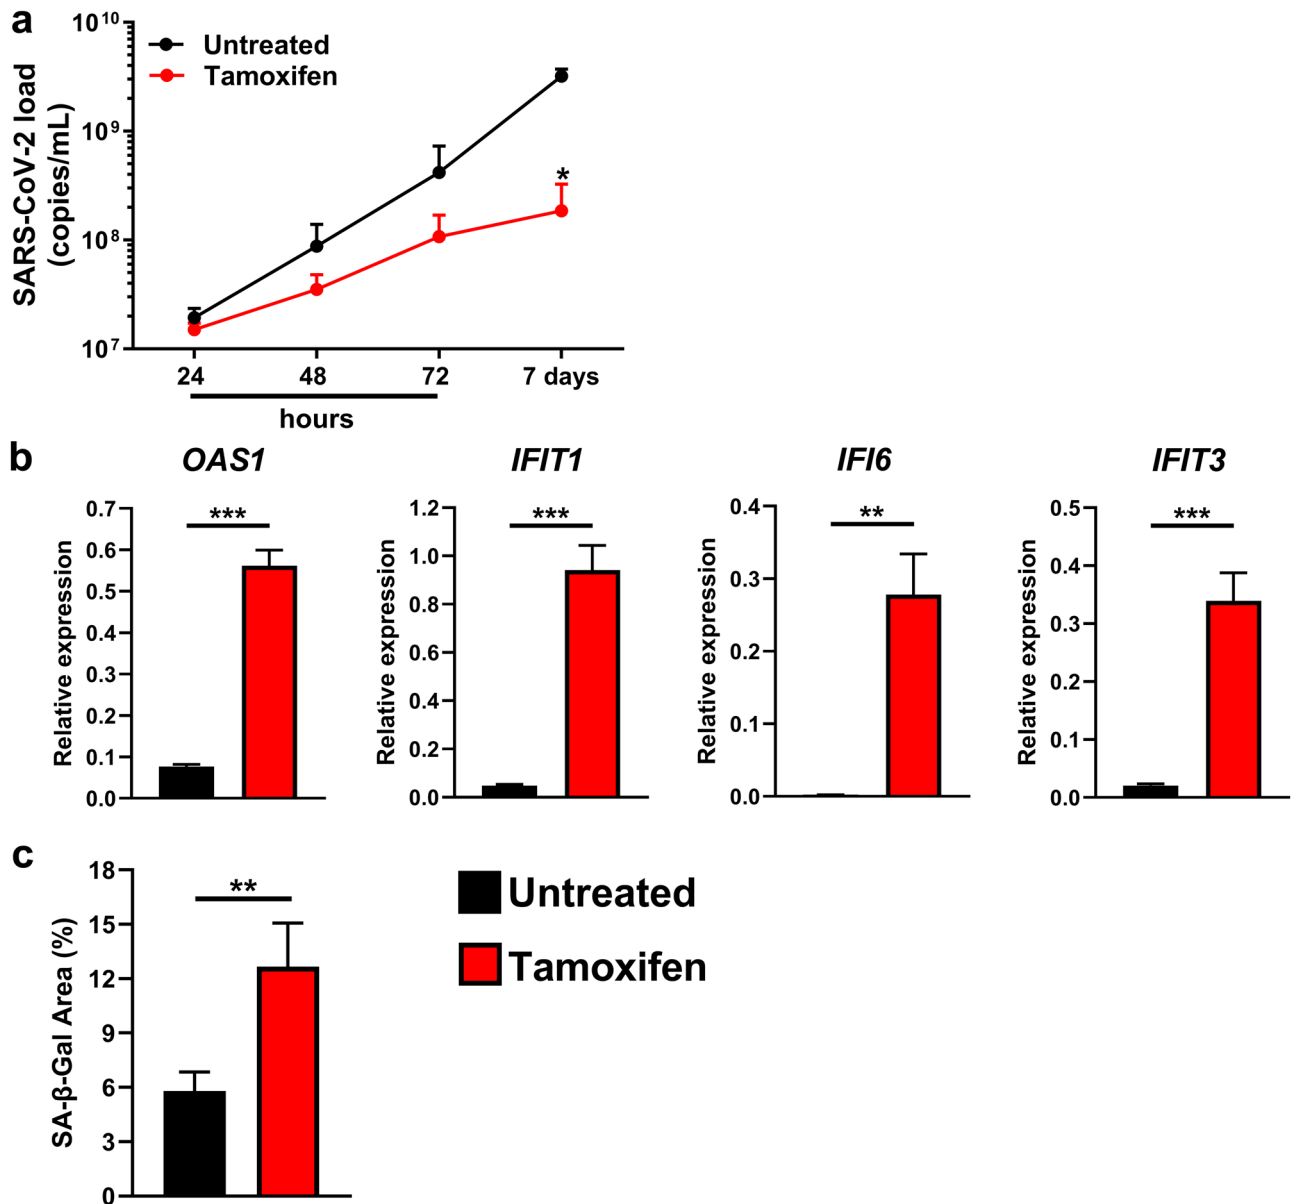 a
SARS-CoV-2 load
(copies/mL)
10^10
10^9
10^8
10^7
Untreated
Tamoxifen
*
24 48 72 7 days
hours
b
OAS1
Relative expression
0.7
0.6
0.5
0.4
0.3
0.2
0.1
0.0
***
IFIT1
Relative expression
1.2
1.0
0.8
0.6
0.4
0.2
0.0
***
IFI6
Relative expression
0.4
0.3
0.2
0.1
0.0
**
IFIT3
Relative expression
0.5
0.4
0.3
0.2
0.1
0.0
***
c
SA-β-Gal Area (%)
18
15
12
9
6
3
0
**
Untreated
Tamoxifen